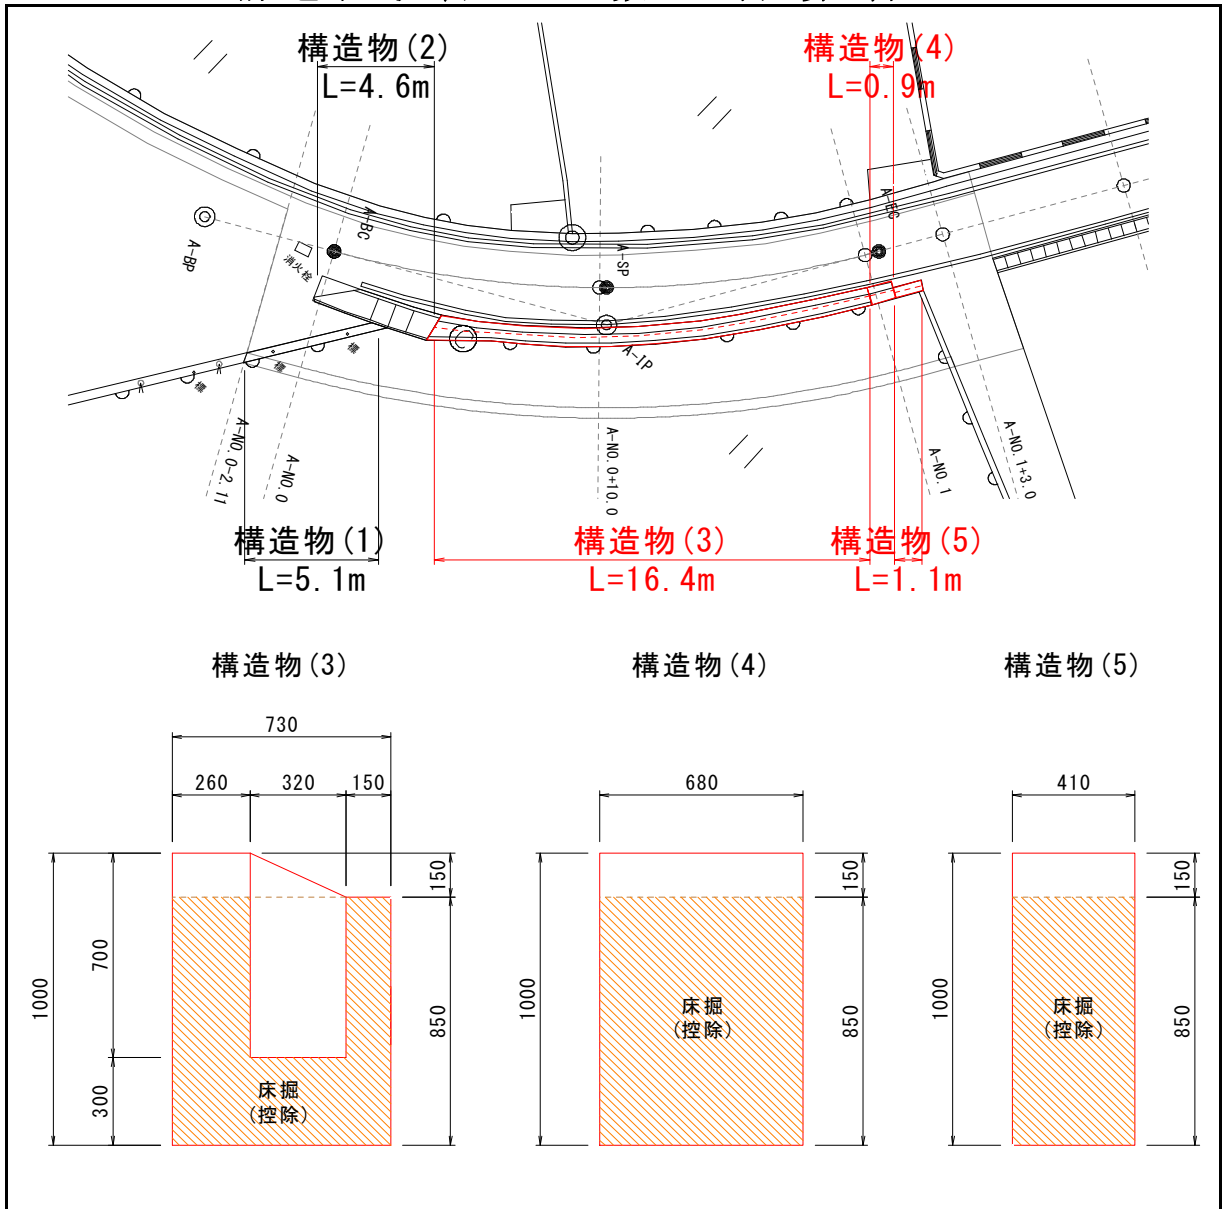 構造物(2)
L=4.6m
構造物(4)
L=0.9m
A-BC
A-BP
消火栓
A-SP
A-EC
A-IP
標
標
標
A-NO.0-2.11
A-NO.0
A-NO.0+10.0
A-NO.1
A-NO.1+3.0
構造物(1)
L=5.1m
構造物(3)
L=16.4m
構造物(5)
L=1.1m
構造物(3)
構造物(4)
構造物(5)
730
260
320
150
680
410
1000
700
300
150
850
床掘
(控除)
1000
150
850
床掘
(控除)
1000
150
850
床掘
(控除)